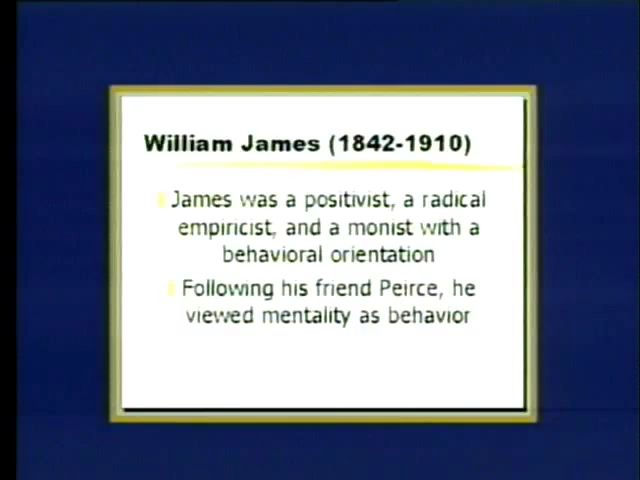 William James (1842-1910)
James was a positivist, a radical
empiricist, and a monist with a
behavioral orientation
Following his friend Peirce, he
viewed mentality as behavior